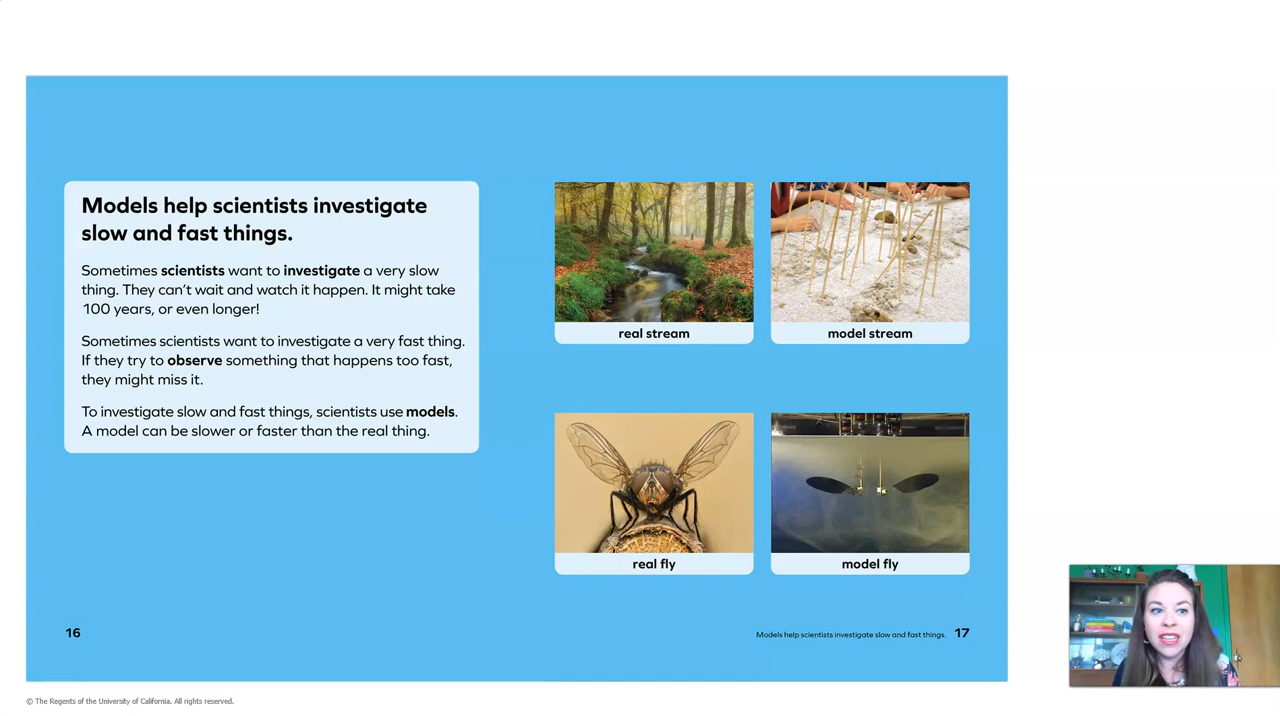 Models help scientists investigate
slow and fast things.
Sometimes scientists want to investigate a very slow
thing. They can't wait and watch it happen. It might take
100 years, or even longer!
Sometimes scientists want to investigate a very fast thing.
If they try to observe something that happens too fast,
they might miss it.
To investigate slow and fast things, scientists use models.
A model can be slower or faster than the real thing.
real stream
model stream
real fly
model fly
16
Models help scientists investigate slow and fast things. 17
© The Regents of the University of California. All rights reserved.